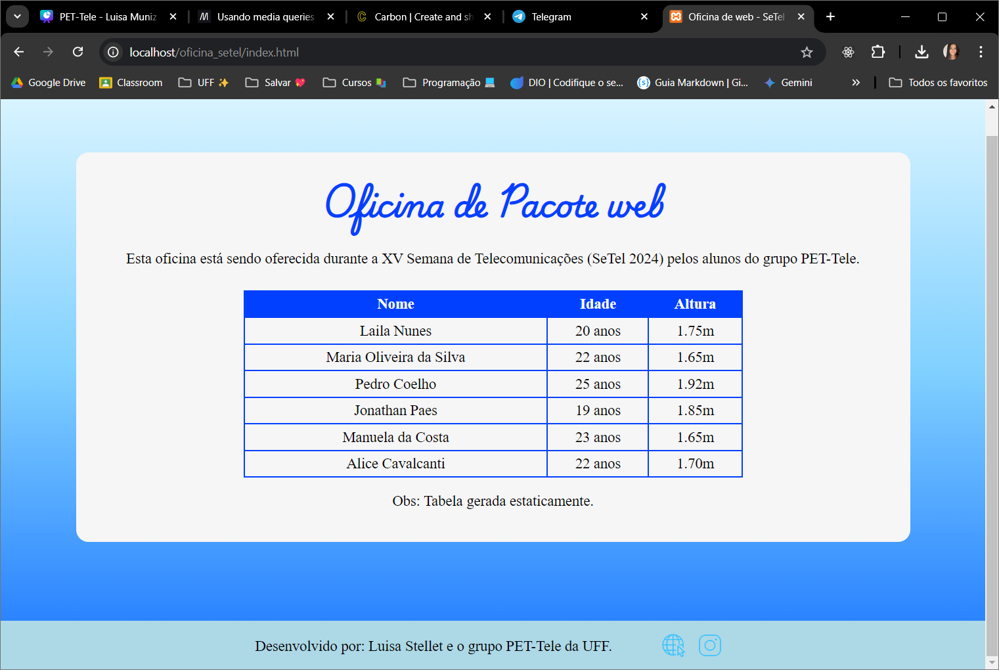 PET-Tele - Luisa Muniz
Usando media queries
Carbon | Create and sh
Telegram
Oficina de web - SeTel
localhost/oficina_setel/index.html
Google Drive
Classroom
UFF ✨
Salvar 💖
Cursos 📚
Programação 💻
DIO | Codifique o se...
Guia Markdown | Gi...
Gemini
Todos os favoritos
Oficina de Pacote web
Esta oficina está sendo oferecida durante a XV Semana de Telecomunicações (SeTel 2024) pelos alunos do grupo PET-Tele.
Nome Idade Altura
Laila Nunes 20 anos 1.75m
Maria Oliveira da Silva 22 anos 1.65m
Pedro Coelho 25 anos 1.92m
Jonathan Paes 19 anos 1.85m
Manuela da Costa 23 anos 1.65m
Alice Cavalcanti 22 anos 1.70m
Obs: Tabela gerada estaticamente.
Desenvolvido por: Luisa Stellet e o grupo PET-Tele da UFF.